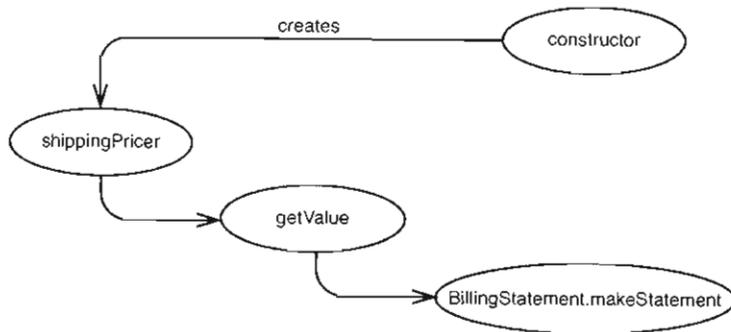 creates
constructor
shippingPricer
getValue
BillingStatement.makeStatement